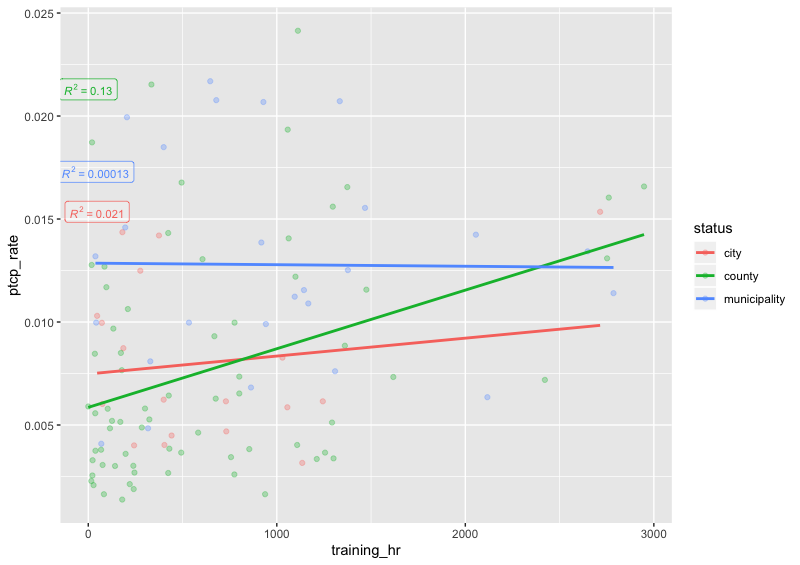 0.025
0.020
0.015
0.010
0.005
ptcp_rate
R² = 0.13
R² = 0.00013
R² = 0.021
0
1000
2000
3000
training_hr
status
city
county
municipality